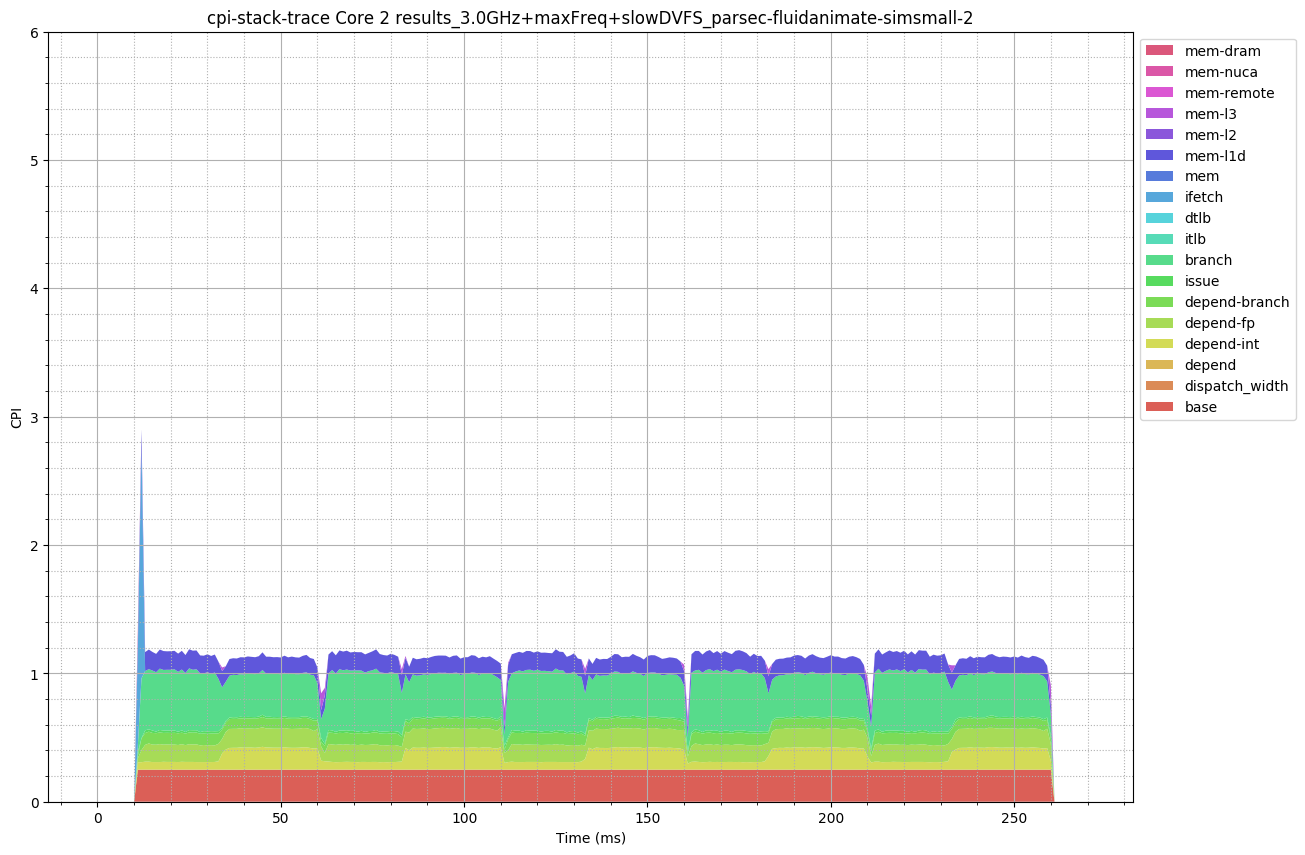 cpi-stack-trace Core 2 results_3.0GHz+maxFreq+slowDVFS_parsec-fluidanimate-simsmall-2
6
5
4
3
2
1
0
CPI
0 50 100 150 200 250
Time (ms)
mem-dram
mem-nuca
mem-remote
mem-l3
mem-l2
mem-l1d
mem
ifetch
dtlb
itlb
branch
issue
depend-branch
depend-fp
depend-int
depend
dispatch_width
base